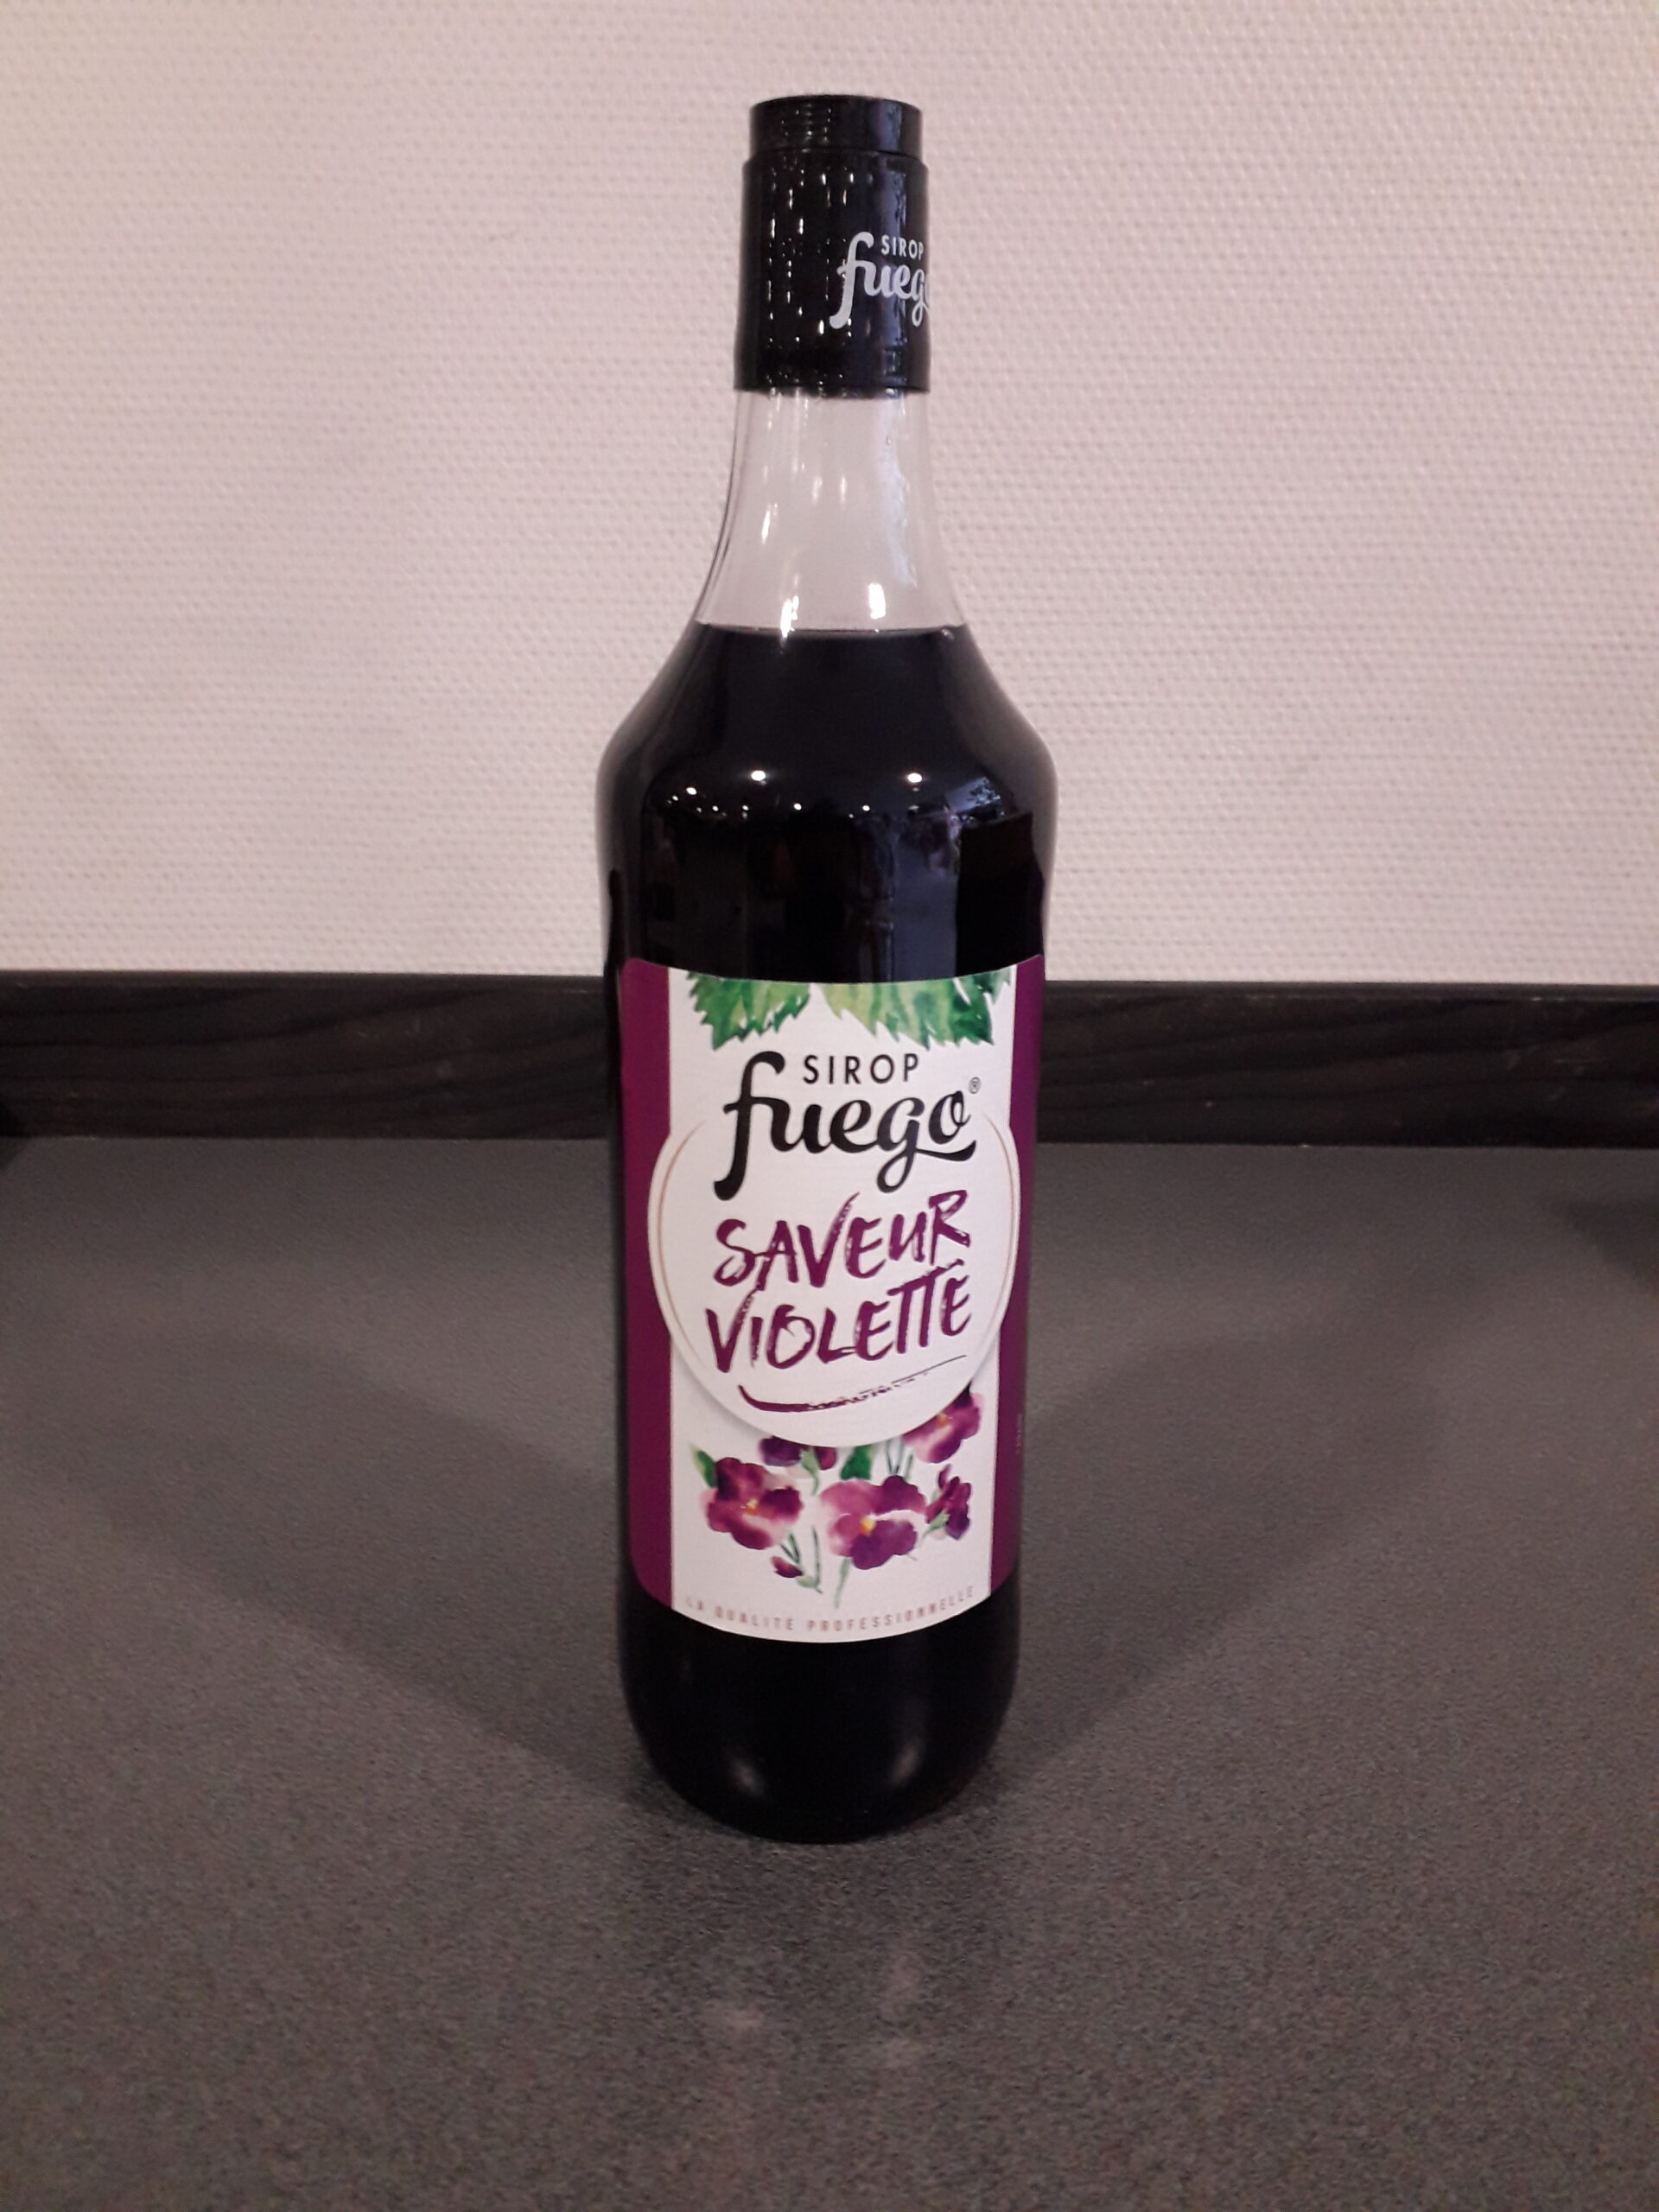 SIROP
fuego
SIROP
fuego®
SAVEUR
VIOLETTE
LA QUALITÉ PROFESSIONNELLE